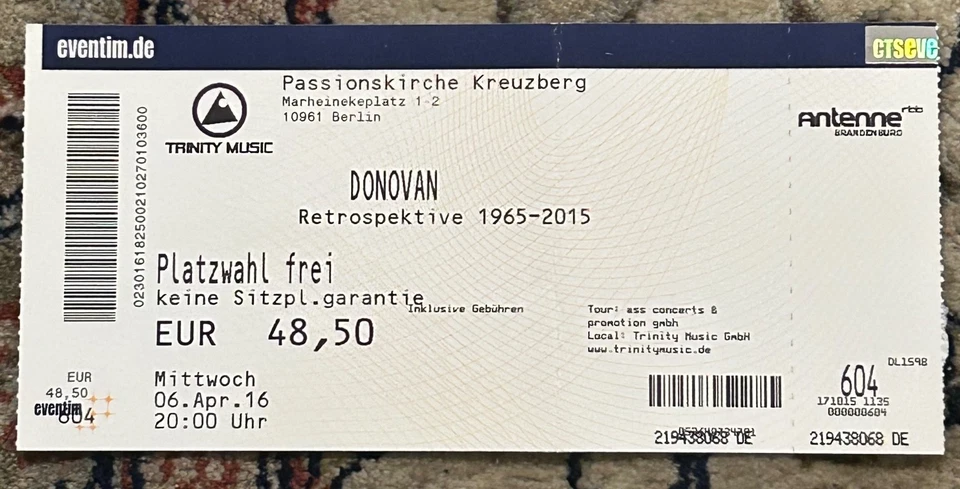 eventim.de
CTSeve
Passionskirche Kreuzberg
Marheinekeplatz 1-2
10961 Berlin
TRINITY MUSIC
Antenne rbb
BRANDENBURG
02301618250021027010 3600
DONOVAN
Retrospektive 1965-2015
Platzwahl frei
keine Sitzpl.garantie
Inklusive Gebühren
EUR 48,50
Tour: ass concerts &
promotion gmbh
Local: Trinity Music GmbH
www.trinitymusic.de
Mittwoch
06.Apr.16
20:00 Uhr
EUR
48,50
eventim
604
219438068 DE
DL1598
604
171015 1135
000000604
219438068 DE